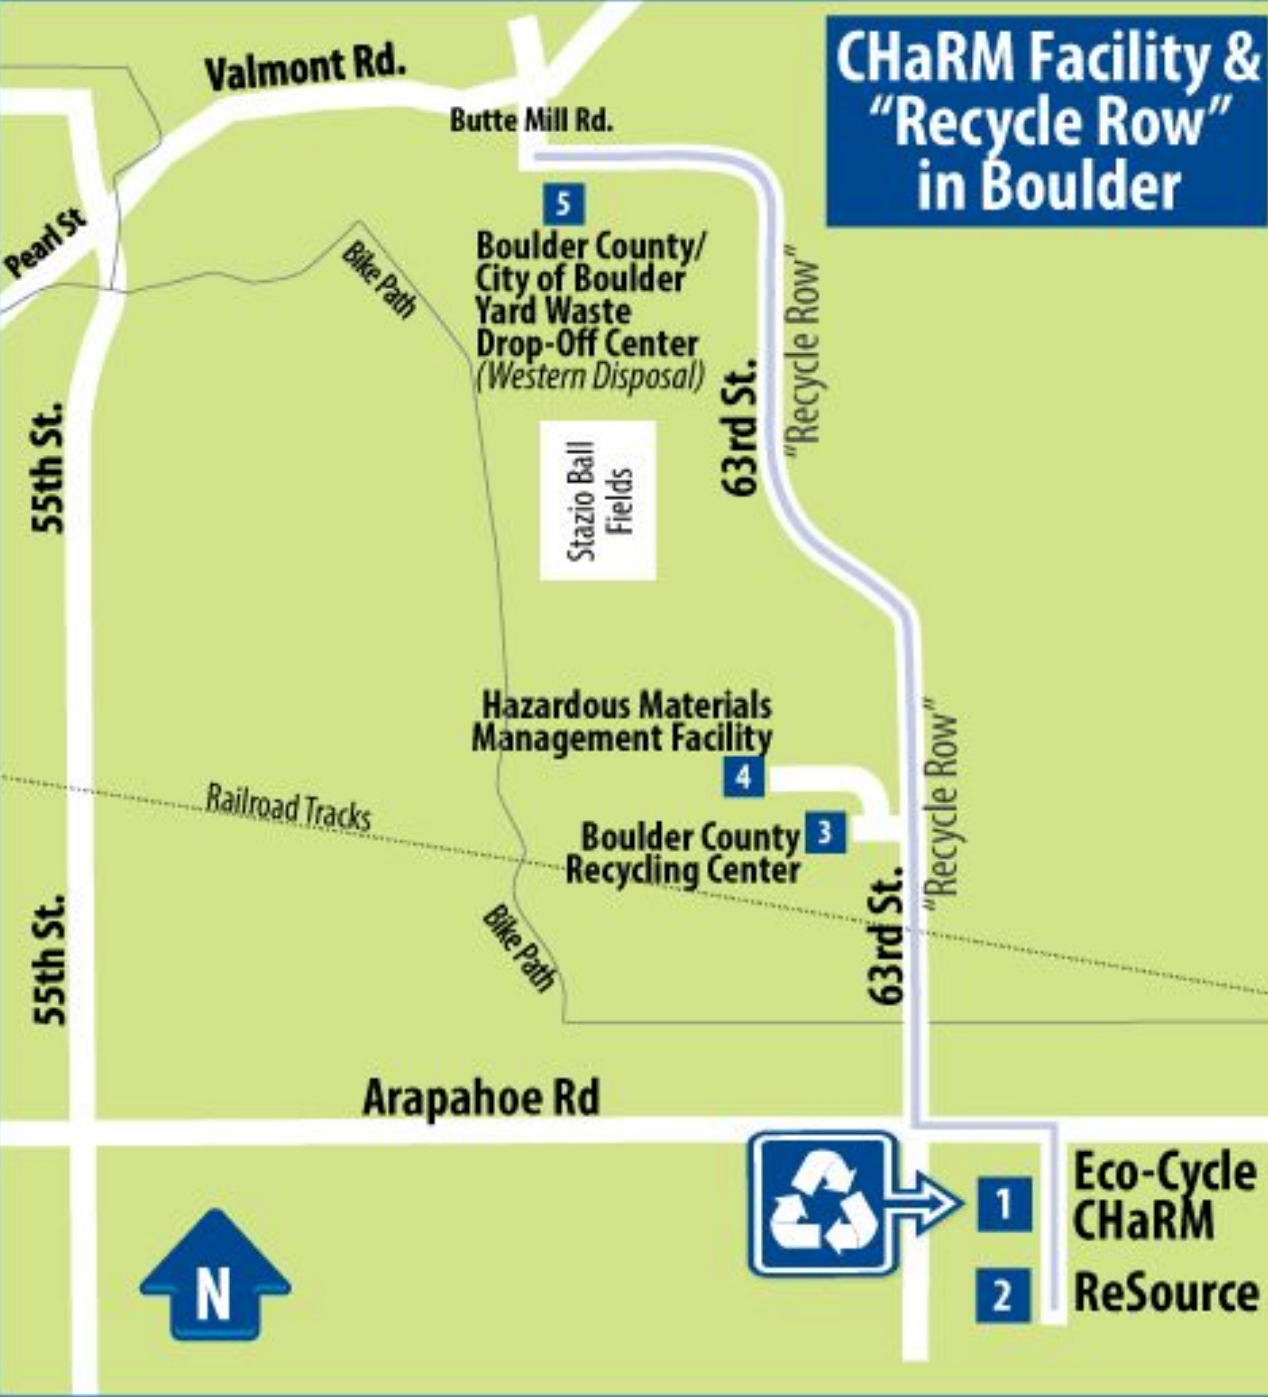 CHaRM Facility &
"Recycle Row"
in Boulder
Valmont Rd.
Butte Mill Rd.
Pearl St
Bike Path
5
Boulder County/
City of Boulder
Yard Waste
Drop-Off Center
(Western Disposal)
"Recycle Row"
63rd St.
55th St.
Stazio Ball
Fields
Hazardous Materials
Management Facility
4
Railroad Tracks
Boulder County
Recycling Center
3
"Recycle Row"
63rd St.
55th St.
Bike Path
Arapahoe Rd
1
Eco-Cycle
CHaRM
2
ReSource
N